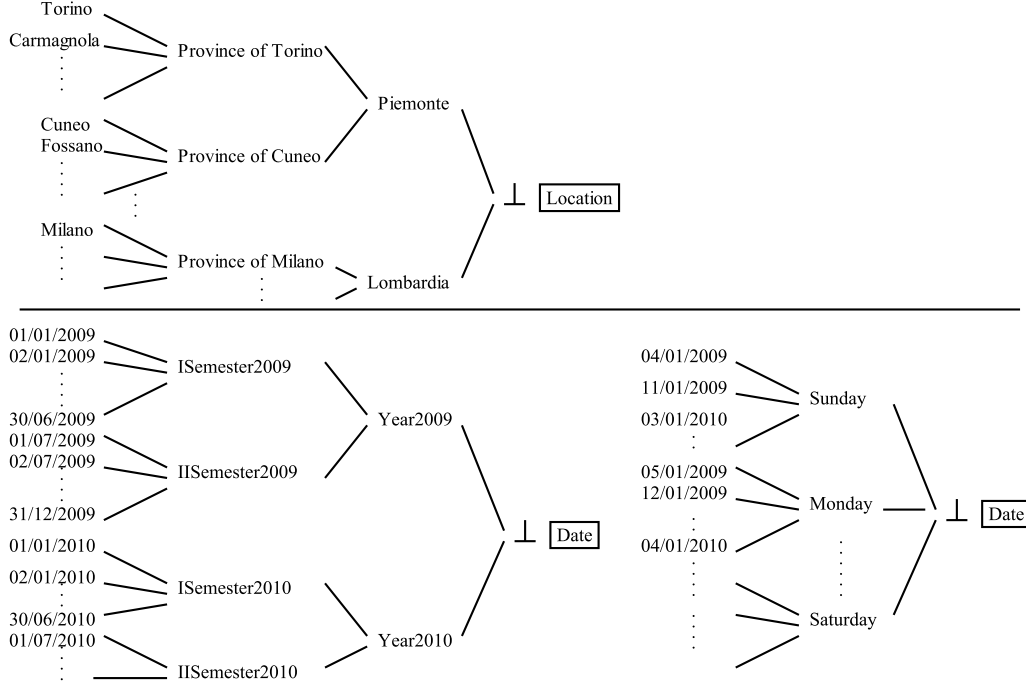 Torino
Carmagnola
Province of Torino
Piemonte
Cuneo
Fossano
Province of Cuneo
⊥ Location
Milano
Province of Milano
Lombardia
01/01/2009
02/01/2009
ISemester2009
30/06/2009
Year2009
01/07/2009
02/07/2009
IISemester2009
31/12/2009
⊥ Date
01/01/2010
02/01/2010
ISemester2010
30/06/2010
01/07/2010
Year2010
IISemester2010
04/01/2009
11/01/2009
Sunday
03/01/2010
05/01/2009
12/01/2009
Monday
⊥ Date
04/01/2010
Saturday